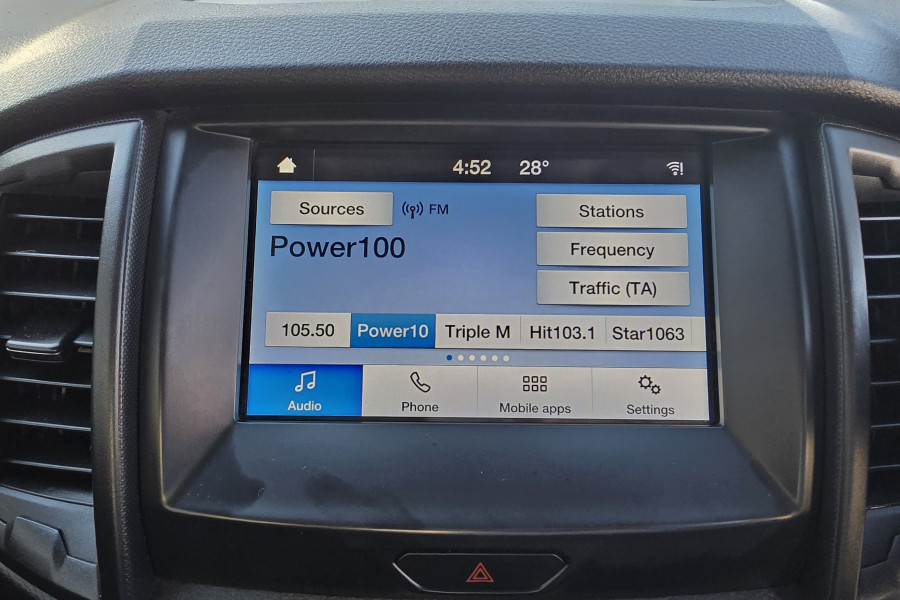 4:52 28°
Sources FM Stations
Power100 Frequency
Traffic (TA)
105.50 Power10 Triple M Hit103.1 Star1063
Audio Phone Mobile apps Settings